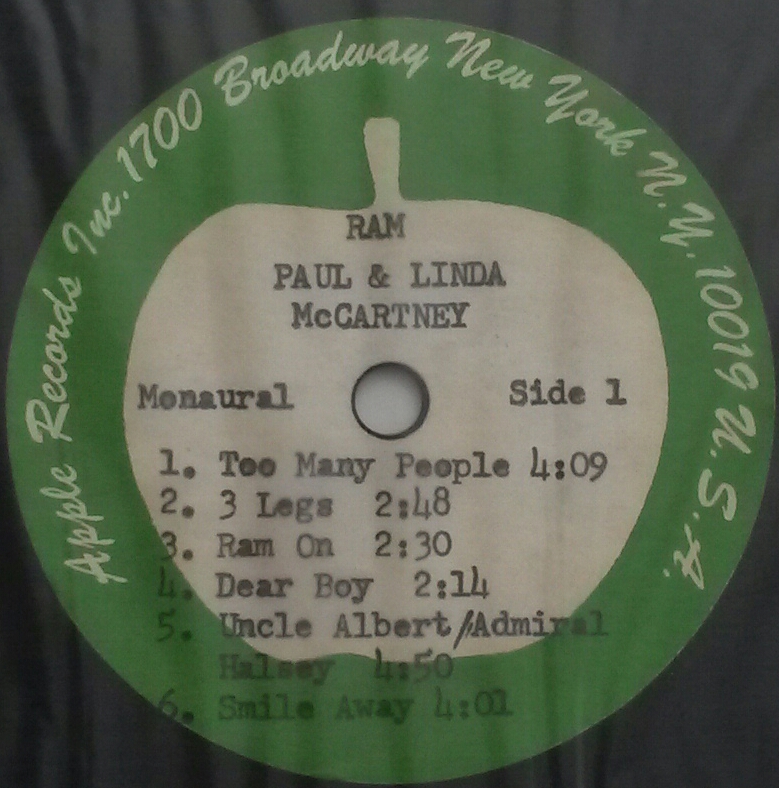 Apple Records Inc. 1700 Broadway New York N.Y. 10019 U.S.A.
RAM
PAUL & LINDA
McCARTNEY
Monaural Side 1
1. Too Many People 4:09
2. 3 Legs 2:48
3. Ram On 2:30
4. Dear Boy 2:14
5. Uncle Albert/Admiral
Halsey 4:50
6. Smile Away 4:01